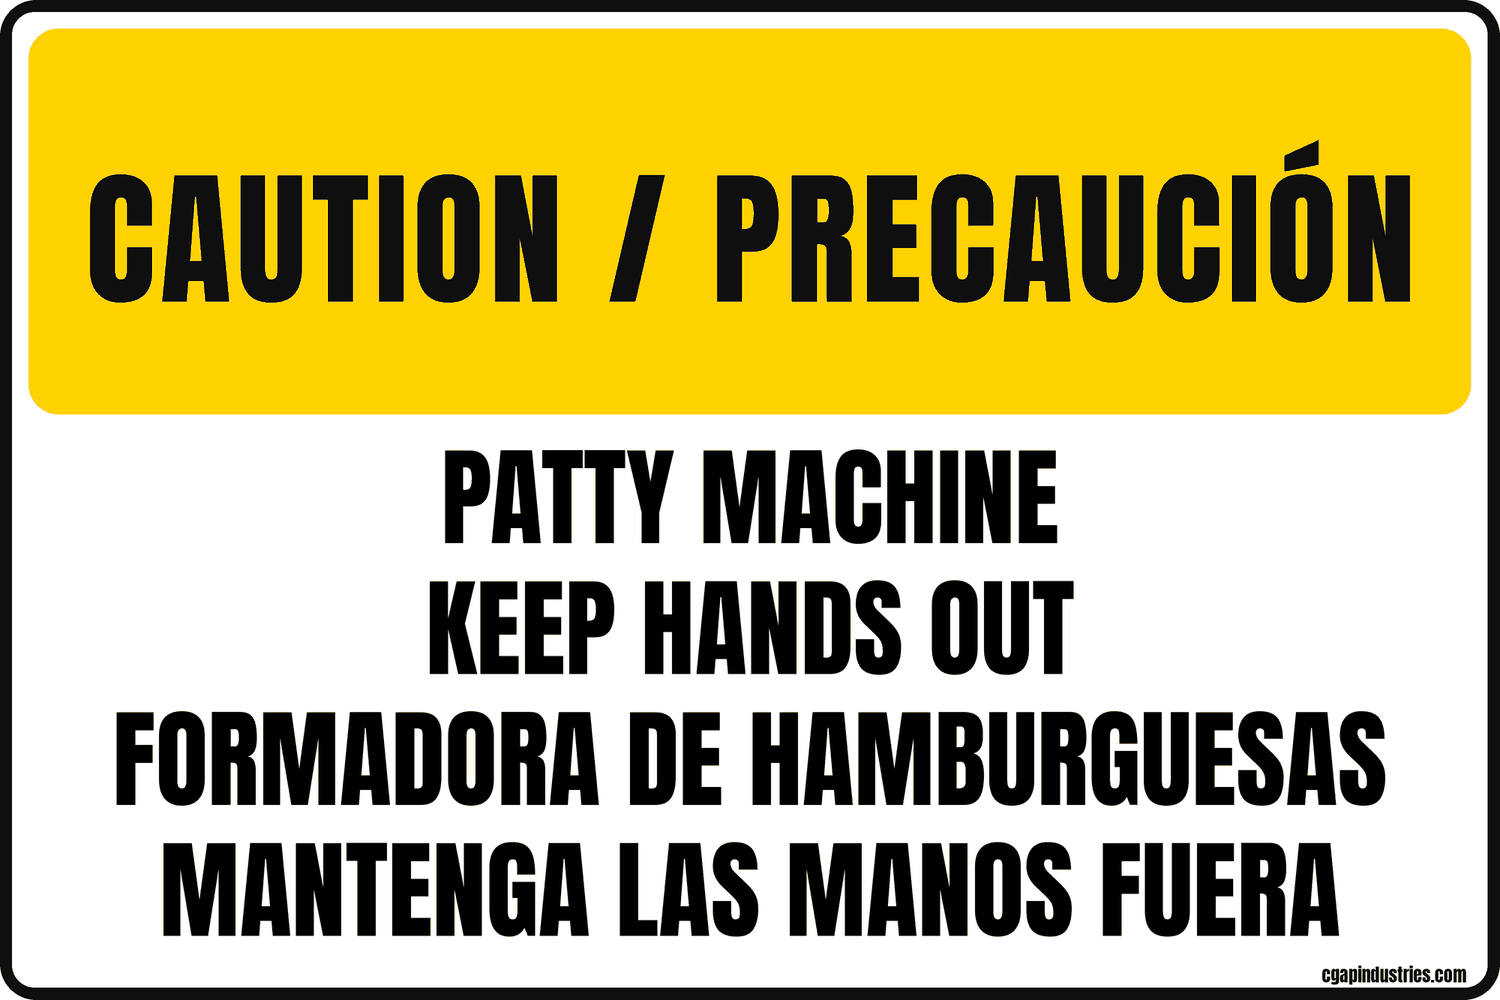 CAUTION / PRECAUCIÓN
PATTY MACHINE
KEEP HANDS OUT
FORMADORA DE HAMBURGUESAS
MANTENGA LAS MANOS FUERA
cgapindustries.com